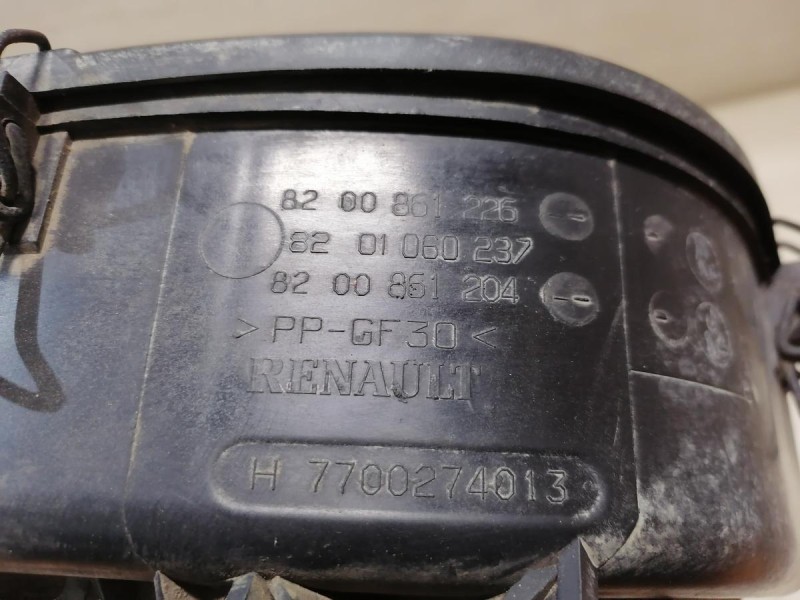 82 00 861 226
82 01 060 237
82 00 861 204
> PP-GF30 <
RENAULT
H 7700274013